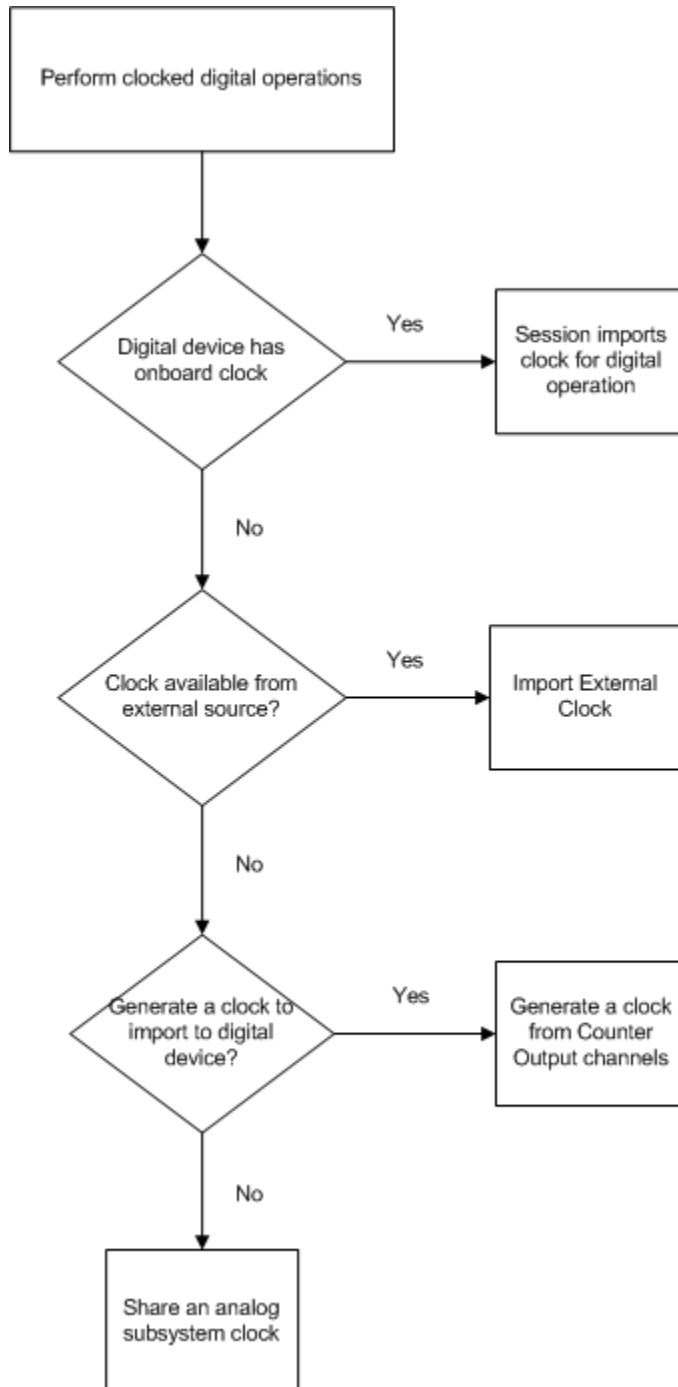 Perform clocked digital operations
Digital device has
onboard clock
Yes
Session imports
clock for digital
operation
No
Clock available from
external source?
Yes
Import External
Clock
No
Generate a clock to
import to digital
device?
Yes
Generate a clock
from Counter
Output channels
No
Share an analog
subsystem clock